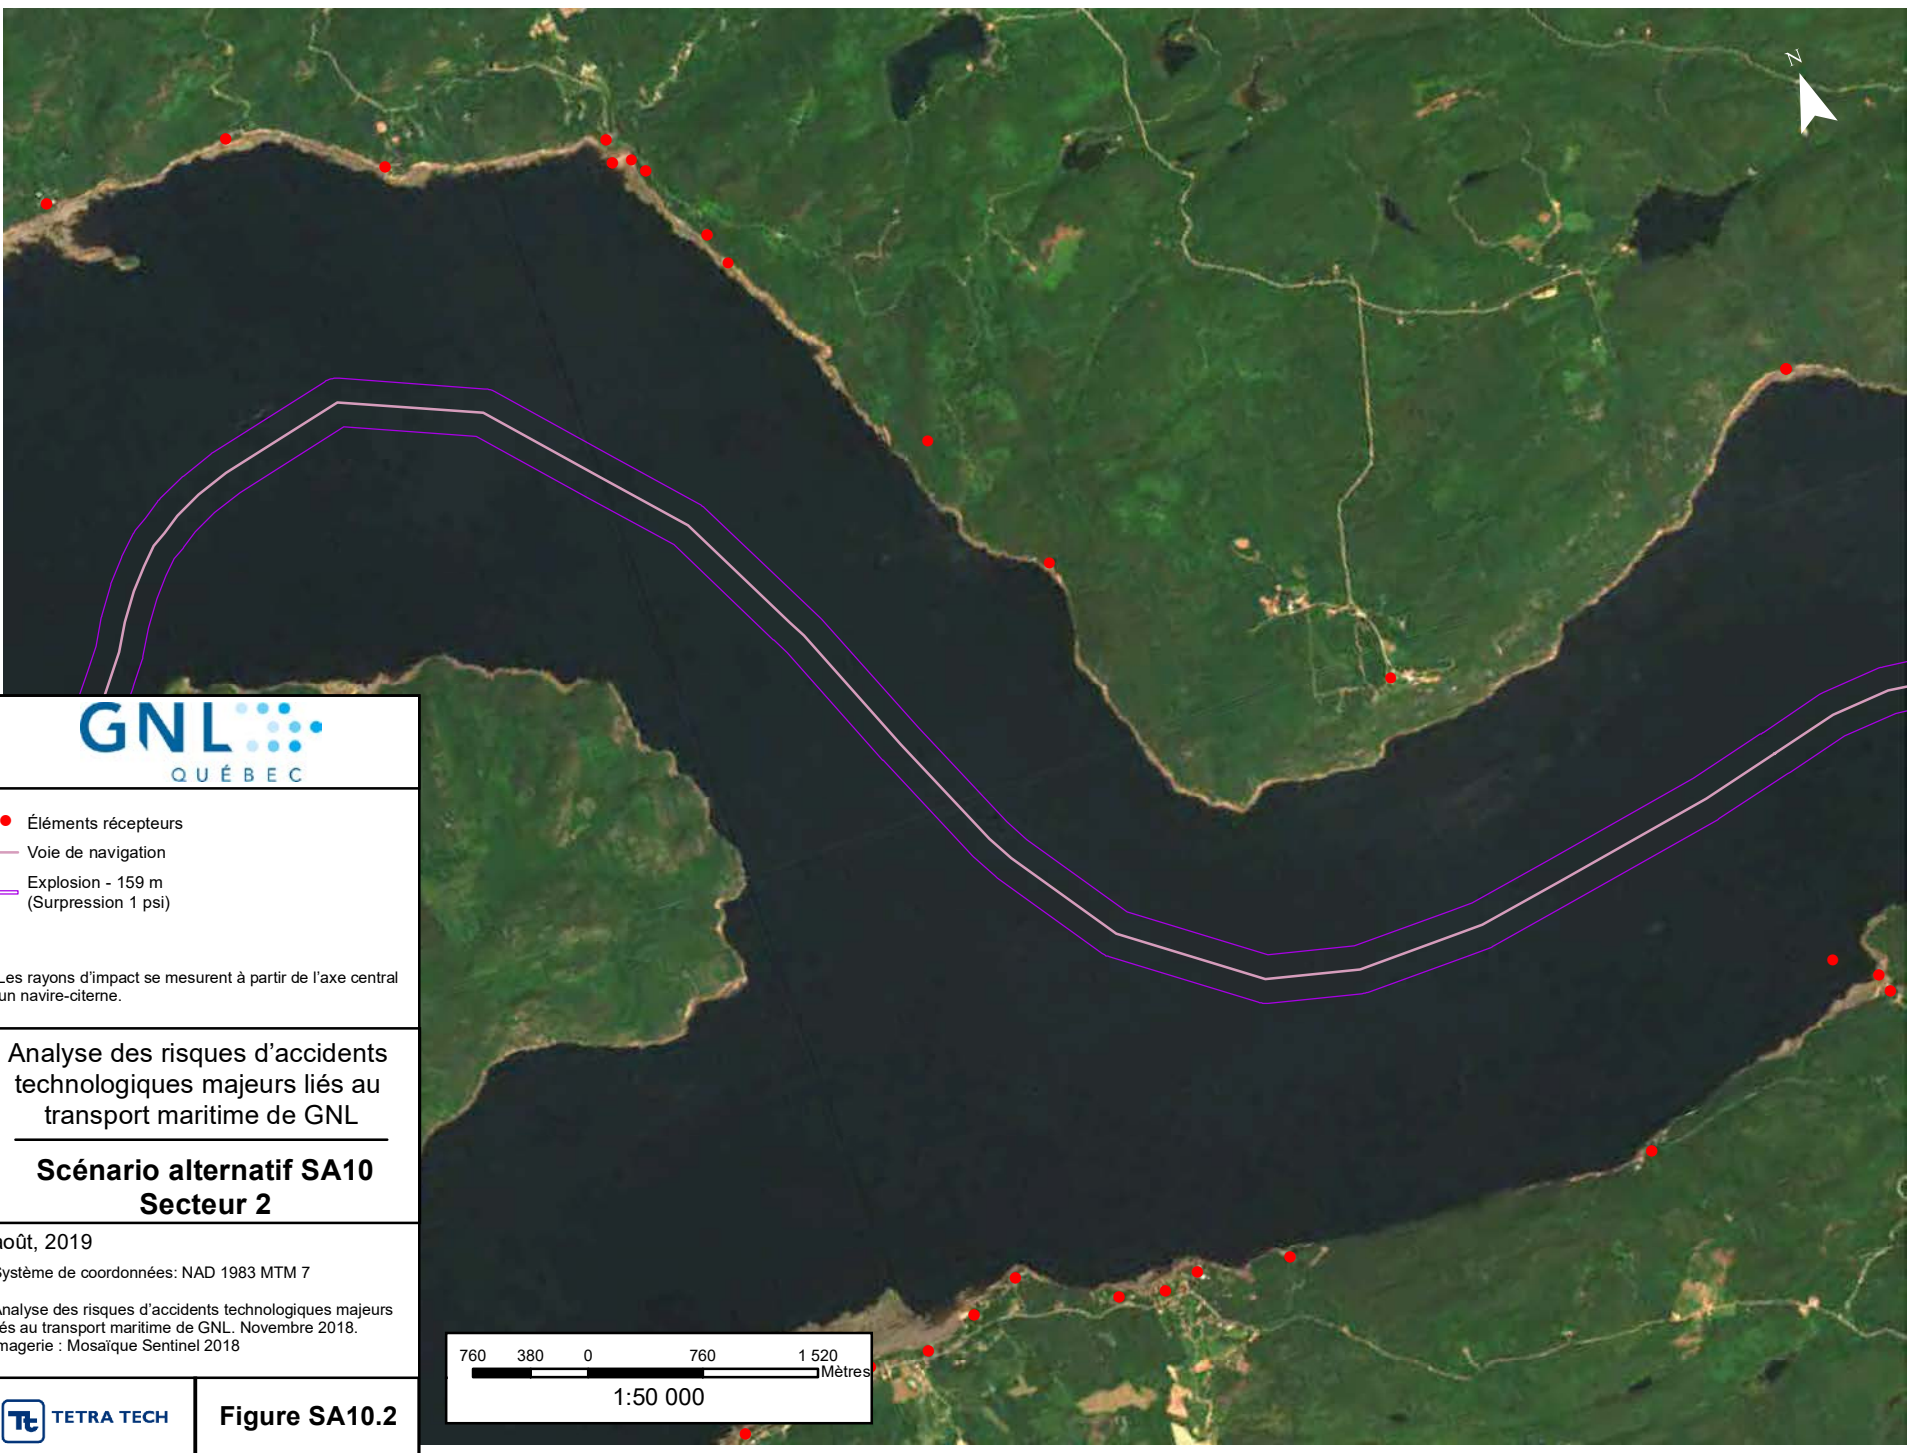 N
GNL
QUÉBEC
Éléments récepteurs
Voie de navigation
Explosion - 159 m
(Surpression 1 psi)
Les rayons d'impact se mesurent à partir de l'axe central
un navire-citerne.
Analyse des risques d'accidents
technologiques majeurs liés au
transport maritime de GNL
Scénario alternatif SA10
Secteur 2
août, 2019
Système de coordonnées: NAD 1983 MTM 7
Analyse des risques d'accidents technologiques majeurs
és au transport maritime de GNL. Novembre 2018.
magerie : Mosaïque Sentinel 2018
760 380 0 760 1 520
Mètres
1:50 000
Tt TETRA TECH
Figure SA10.2